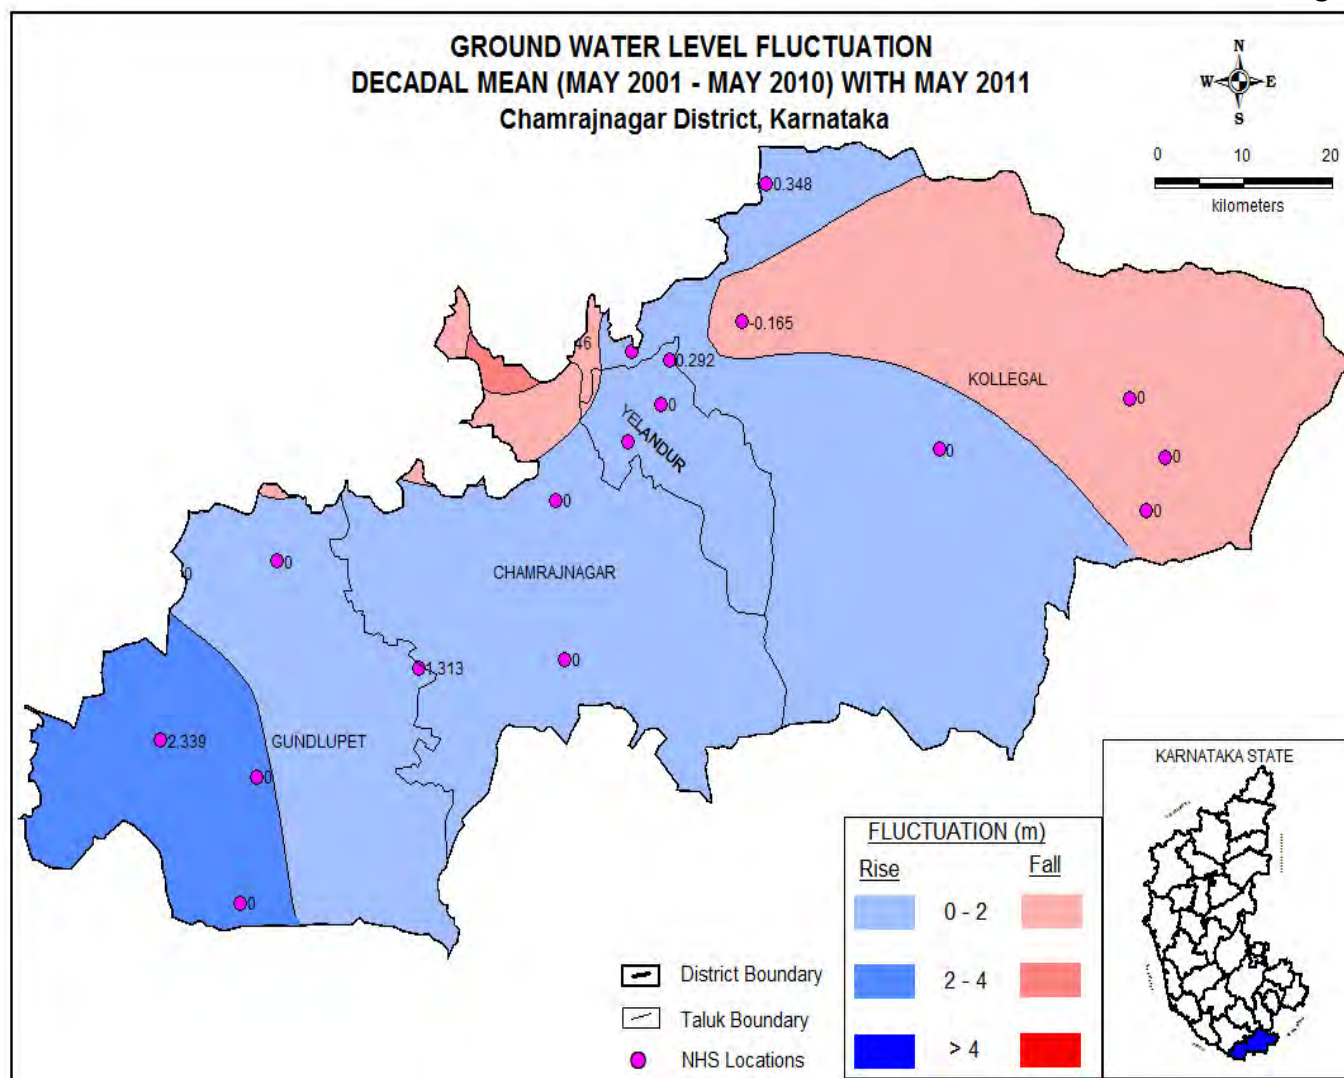 GROUND WATER LEVEL FLUCTUATION
DECADAL MEAN (MAY 2001 - MAY 2010) WITH MAY 2011
Chamrajnagar District, Karnataka
N
W E
S
0 10 20
kilometers
0.348
-0.165
46
0.292
KOLLEGAL
0
0
YELANDUR
0
0
0
0
0
0
CHAMRAJNAGAR
0
1.313
2.339
GUNDLUPET
0
0
KARNATAKA STATE
FLUCTUATION (m)
Rise Fall
0 - 2
2 - 4
> 4
District Boundary
Taluk Boundary
NHS Locations